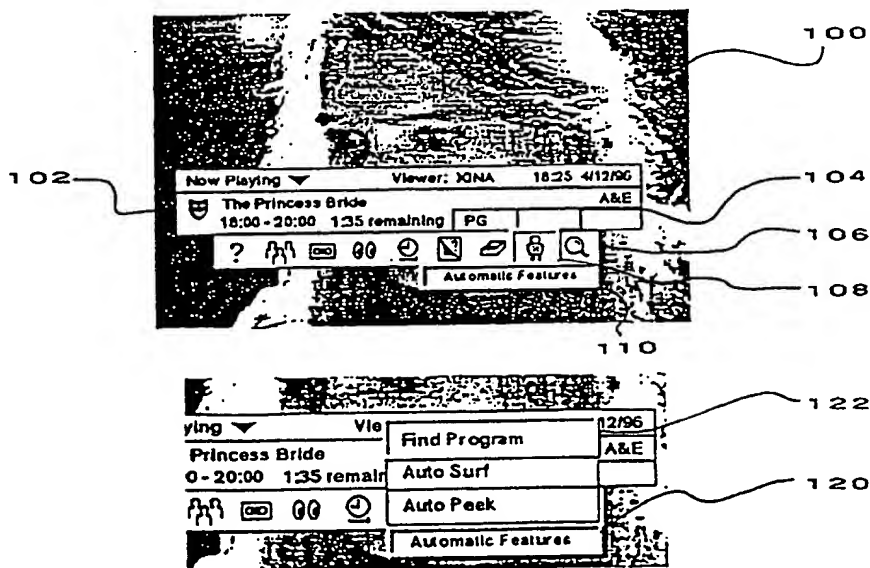 100
102
Now Playing Viewer: XINA 18:25 4/12/96
A&E
104
The Princess Bride
18:00 - 20:00 1:35 remaining PG
?
106
Automatic Features
108
110
ying Vie 12/96
122
Find Program
Princess Bride A&E
0 - 20:00 1:35 remain
Auto Surf
120
Auto Peek
Automatic Features